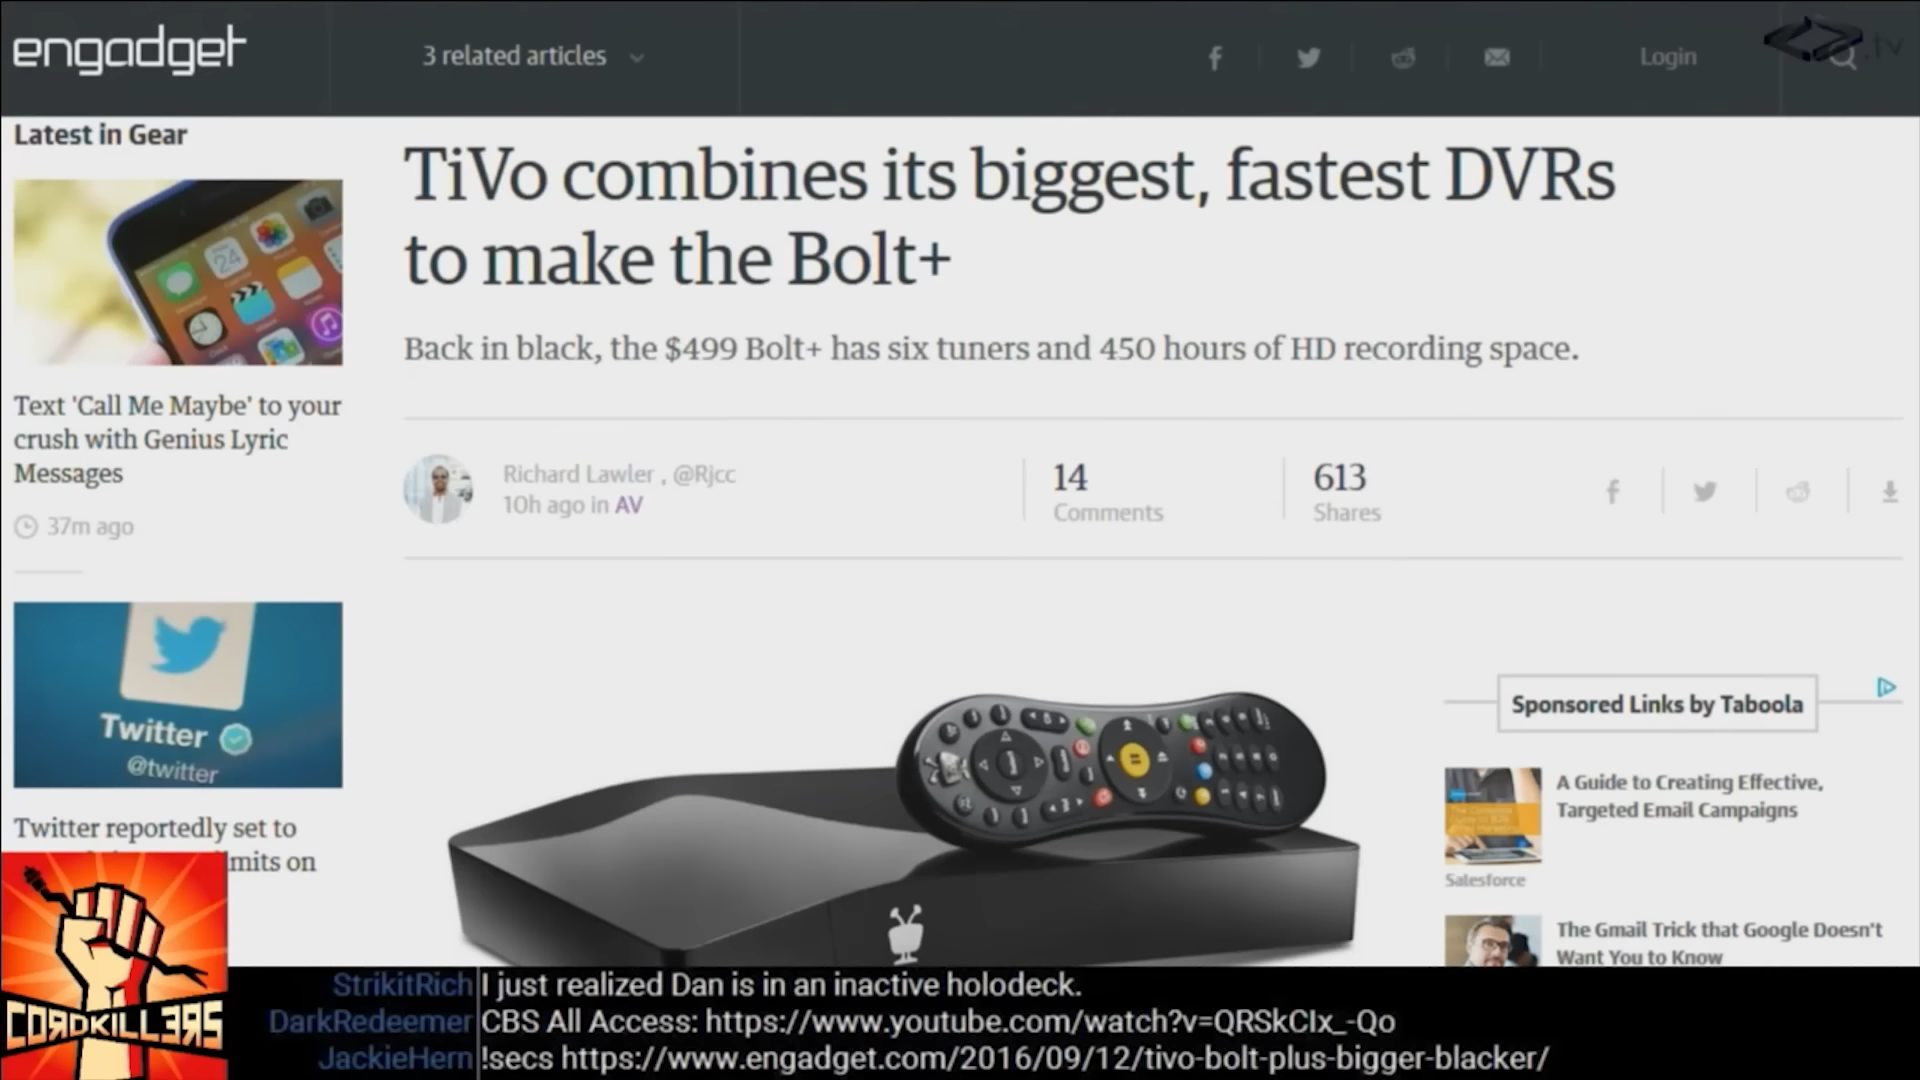 engadget
3 related articles
Login
.tv
Latest in Gear
TiVo combines its biggest, fastest DVRs
to make the Bolt+
Back in black, the $499 Bolt+ has six tuners and 450 hours of HD recording space.
Richard Lawler , @Rjcc
10h ago in AV
14
Comments
613
Shares
24
Text 'Call Me Maybe' to your
crush with Genius Lyric
Messages
37m ago
Twitter
@twitter
Twitter reportedly set to
imits on
Sponsored Links by Taboola
A Guide to Creating Effective,
Targeted Email Campaigns
Salesforce
The Gmail Trick that Google Doesn't
Want You to Know
CORDKILL3RS
StrikitRich I just realized Dan is in an inactive holodeck.
DarkRedeemer CBS All Access: https://www.youtube.com/watch?v=QRSkCIx_-Qo
JackieHern !secs https://www.engadget.com/2016/09/12/tivo-bolt-plus-bigger-blacker/